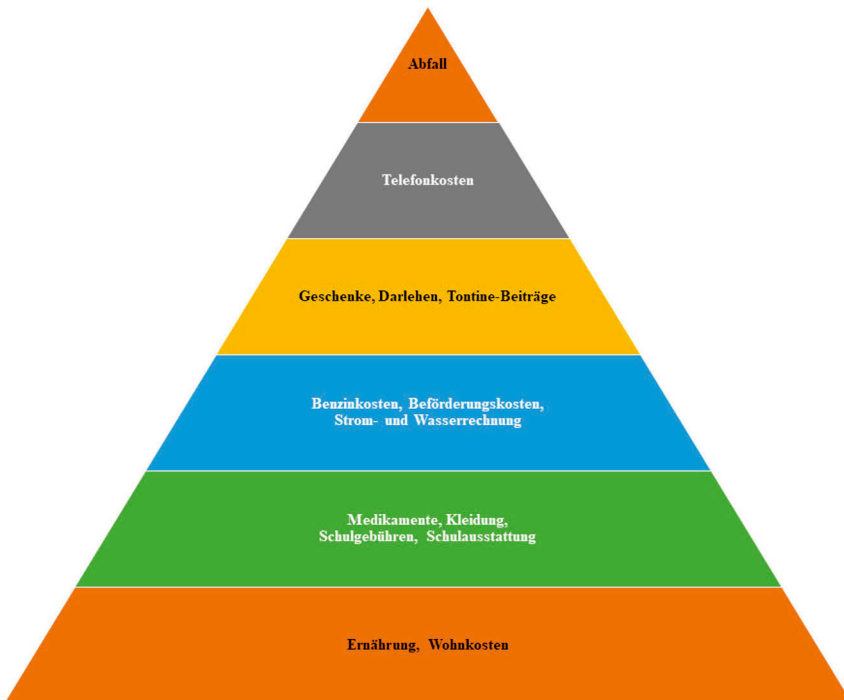 Abfall
Telefonkosten
Geschenke, Darlehen, Tontine-Beiträge
Benzinkosten, Beförderungskosten,
Strom- und Wasserrechnung
Medikamente, Kleidung,
Schulgebühren, Schulausstattung
Ernährung, Wohnkosten